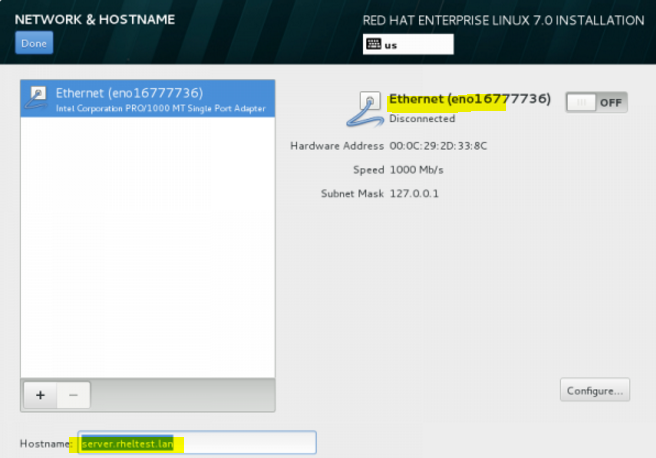 NETWORK & HOSTNAME
RED HAT ENTERPRISE LINUX 7.0 INSTALLATION
Done
us
Ethernet (eno16777736)
Intel Corporation PRO/1000 MT Single Port Adapter
Ethernet (eno16777736)
OFF
Disconnected
Hardware Address 00:0C:29:2D:33:8C
Speed 1000 Mb/s
Subnet Mask 127.0.0.1
+ −
Configure...
Hostname: server.rheltest.lan